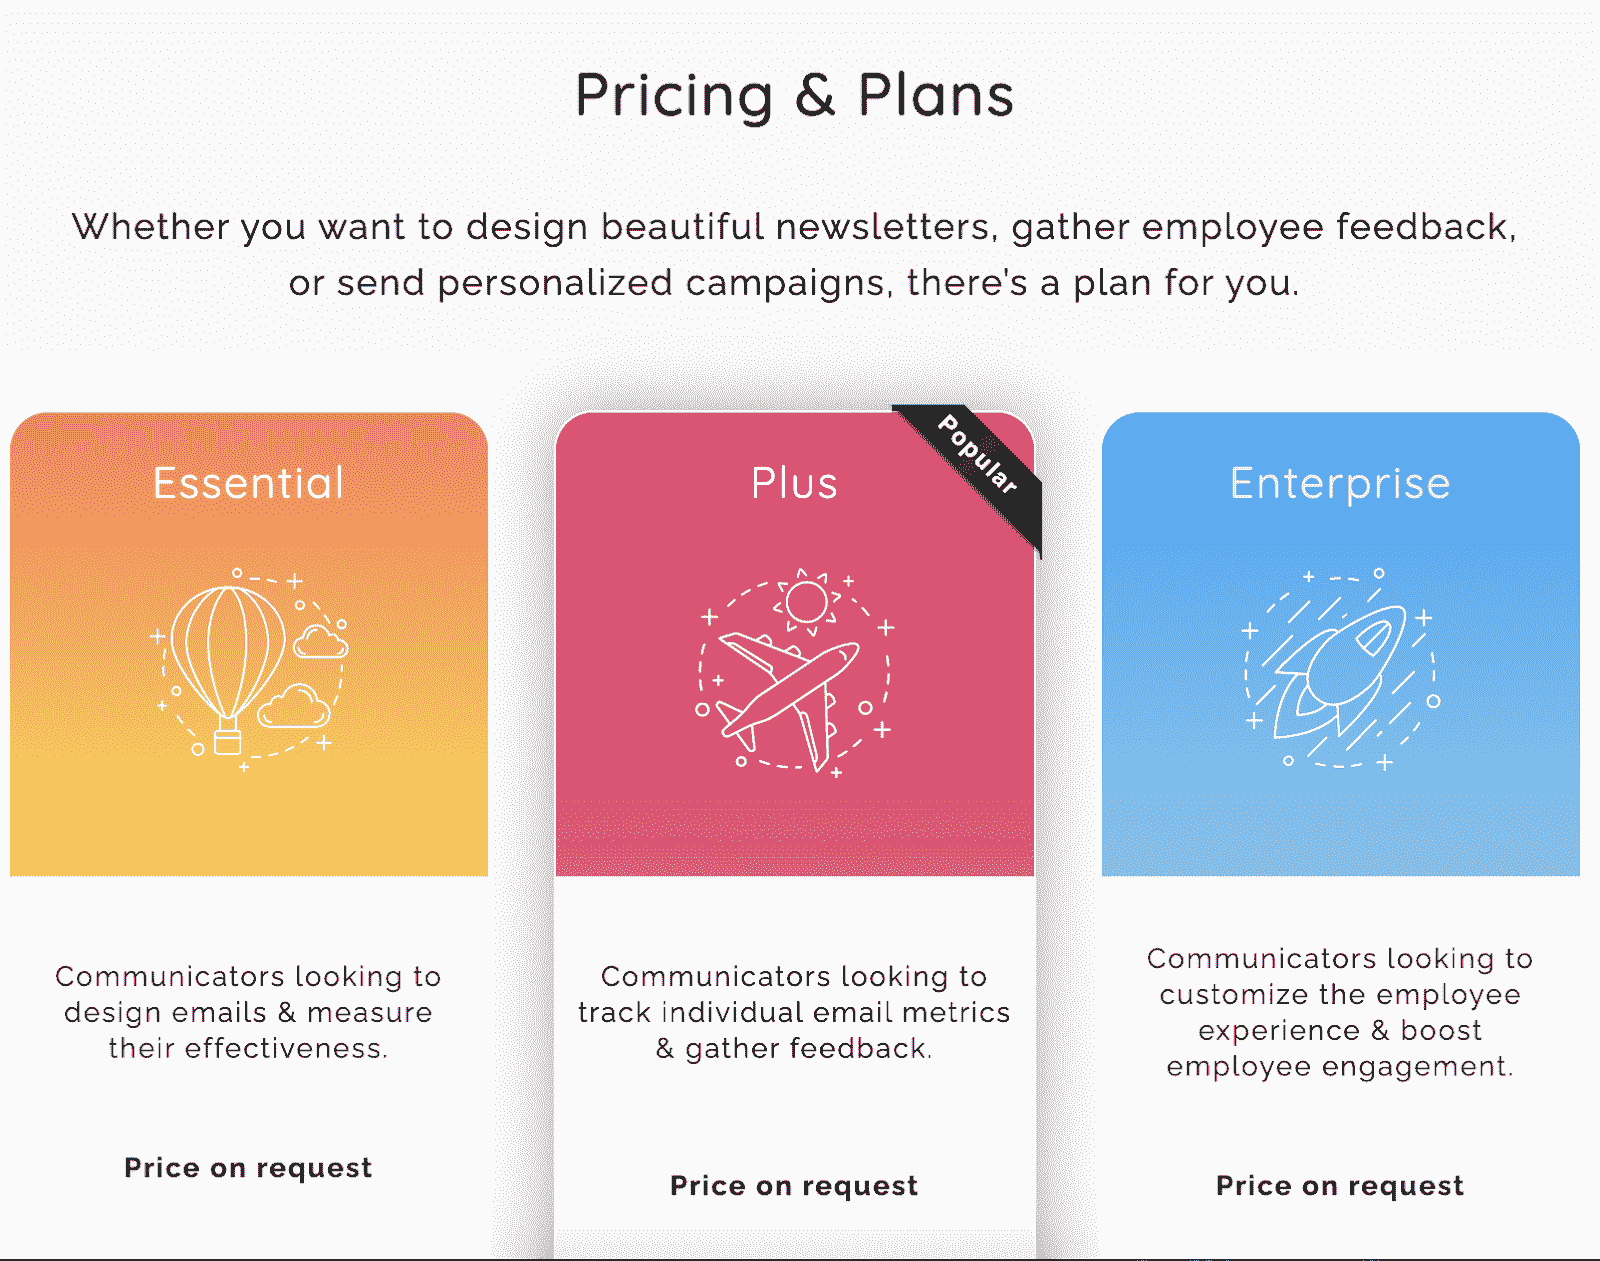 Pricing & Plans
Whether you want to design beautiful newsletters, gather employee feedback,
or send personalized campaigns, there's a plan for you.
Essential
Communicators looking to
design emails & measure
their effectiveness.
Price on request
Popular
Plus
Communicators looking to
track individual email metrics
& gather feedback.
Price on request
Enterprise
Communicators looking to
customize the employee
experience & boost
employee engagement.
Price on request